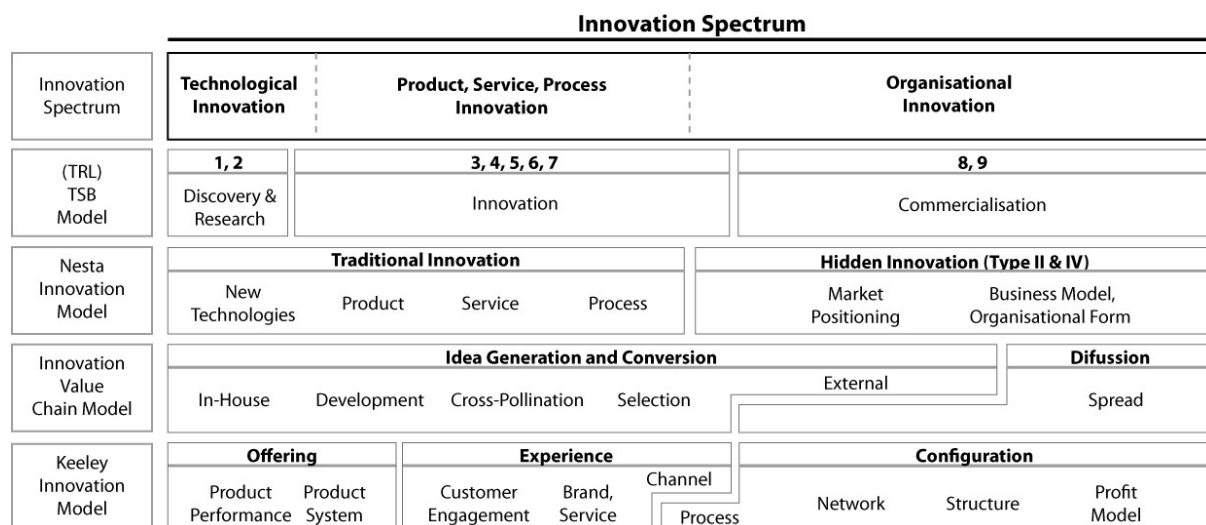 Innovation Spectrum
Innovation
Spectrum
Technological
Innovation
Product, Service, Process
Innovation
Organisational
Innovation
(TRL)
TSB
Model
1, 2
Discovery &
Research
3, 4, 5, 6, 7
Innovation
8, 9
Commercialisation
Nesta
Innovation
Model
Traditional Innovation
New
Technologies
Product
Service
Process
Hidden Innovation (Type II & IV)
Market
Positioning
Business Model,
Organisational Form
Innovation
Value
Chain Model
Idea Generation and Conversion
In-House
Development
Cross-Pollination
Selection
External
Difussion
Spread
Keeley
Innovation
Model
Offering
Product
Performance
Product
System
Experience
Customer
Engagement
Brand,
Service
Channel
Configuration
Process
Network
Structure
Profit
Model